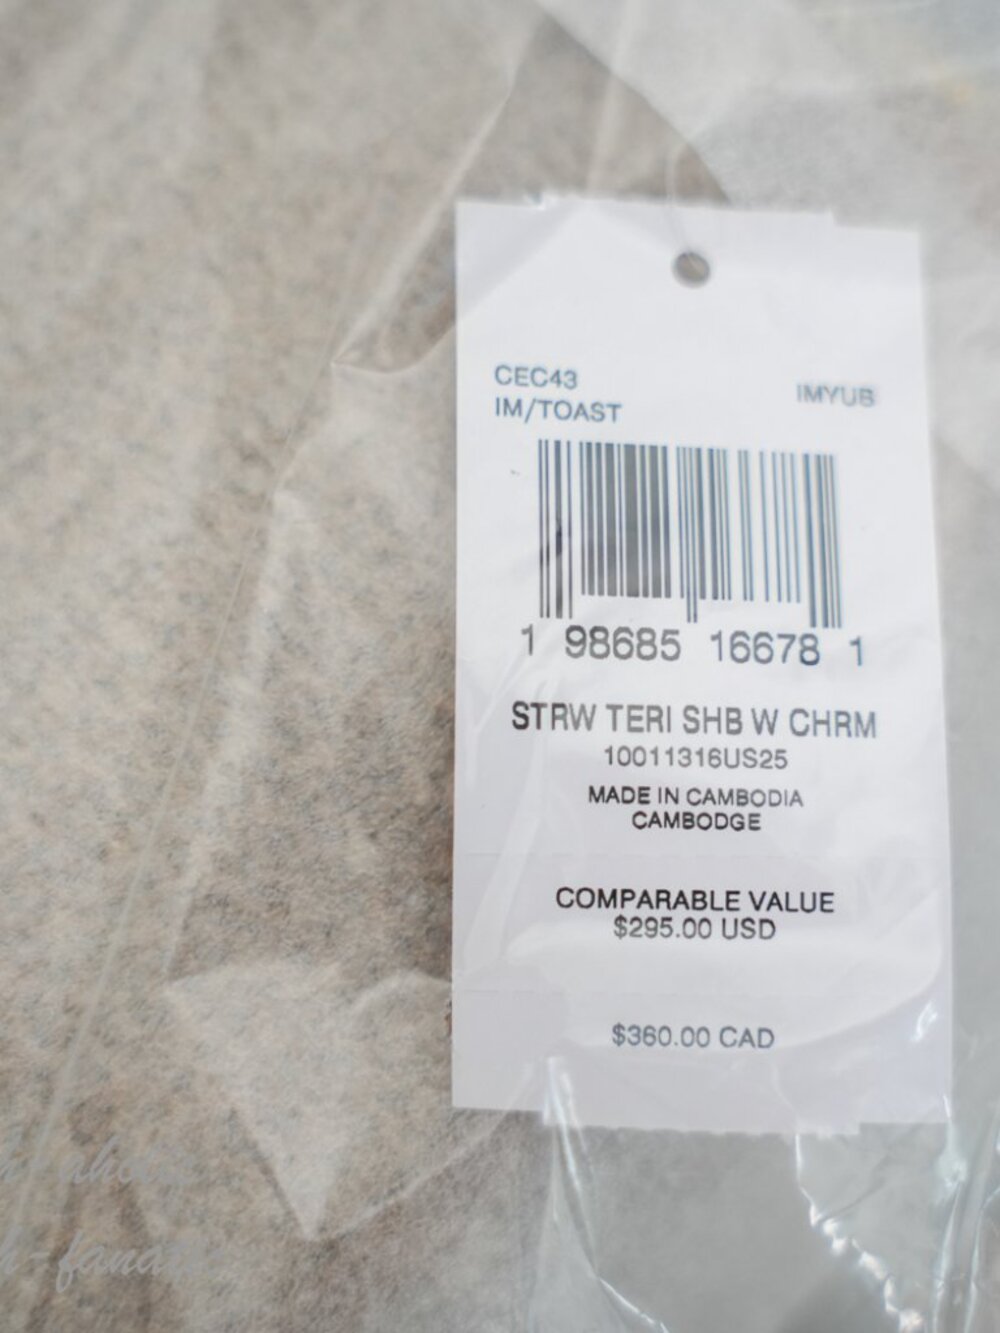 CEC43
IM/TOAST
IMYUB
1 98685 16678 1
STRW TERI SHB W CHRM
10011316US25
MADE IN CAMBODIA
CAMBODGE
COMPARABLE VALUE
$295.00 USD
$360.00 CAD